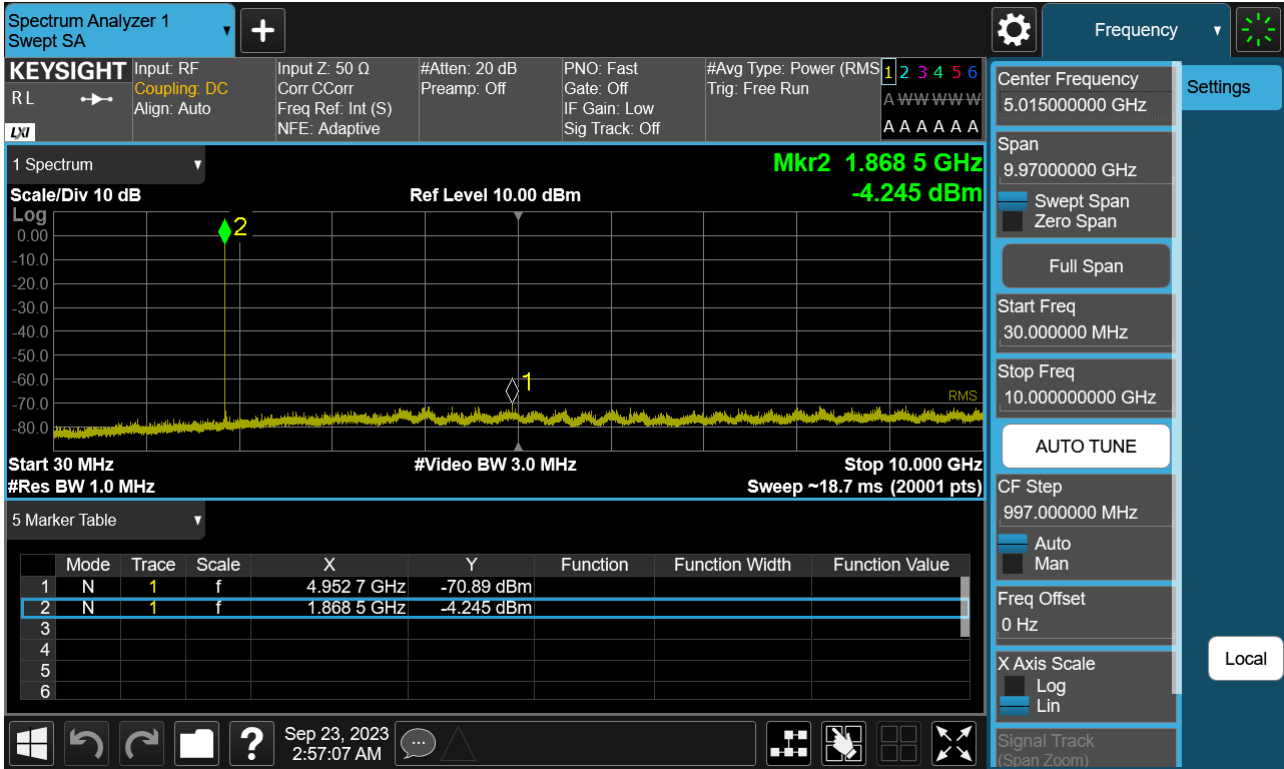 Spectrum Analyzer 1
Swept SA
Frequency
KEYSIGHT
R L
LXI
Input: RF
Coupling: DC
Align: Auto
Input Z: 50 Ω
Corr CCorr
Freq Ref: Int (S)
NFE: Adaptive
#Atten: 20 dB
Preamp: Off
PNO: Fast
Gate: Off
IF Gain: Low
Sig Track: Off
#Avg Type: Power (RMS
Trig: Free Run
1 2 3 4 5 6
A W W W W W
A A A A A A
1 Spectrum
Scale/Div 10 dB
Ref Level 10.00 dBm
Mkr2 1.868 5 GHz
-4.245 dBm
Log
0.00
-10.0
-20.0
-30.0
-40.0
-50.0
-60.0
-70.0
-80.0
2
1
RMS
Start 30 MHz
#Video BW 3.0 MHz
Stop 10.000 GHz
#Res BW 1.0 MHz
Sweep ~18.7 ms (20001 pts)
5 Marker Table
Mode Trace Scale X Y Function Function Width Function Value
1 N 1 f 4.952 7 GHz -70.89 dBm
2 N 1 f 1.868 5 GHz -4.245 dBm
3
4
5
6
?
Sep 23, 2023
2:57:07 AM
Center Frequency
5.015000000 GHz
Settings
Span
9.97000000 GHz
Swept Span
Zero Span
Full Span
Start Freq
30.000000 MHz
Stop Freq
10.000000000 GHz
AUTO TUNE
CF Step
997.000000 MHz
Auto
Man
Freq Offset
0 Hz
X Axis Scale
Log
Lin
Local
Signal Track
(Span Zoom)